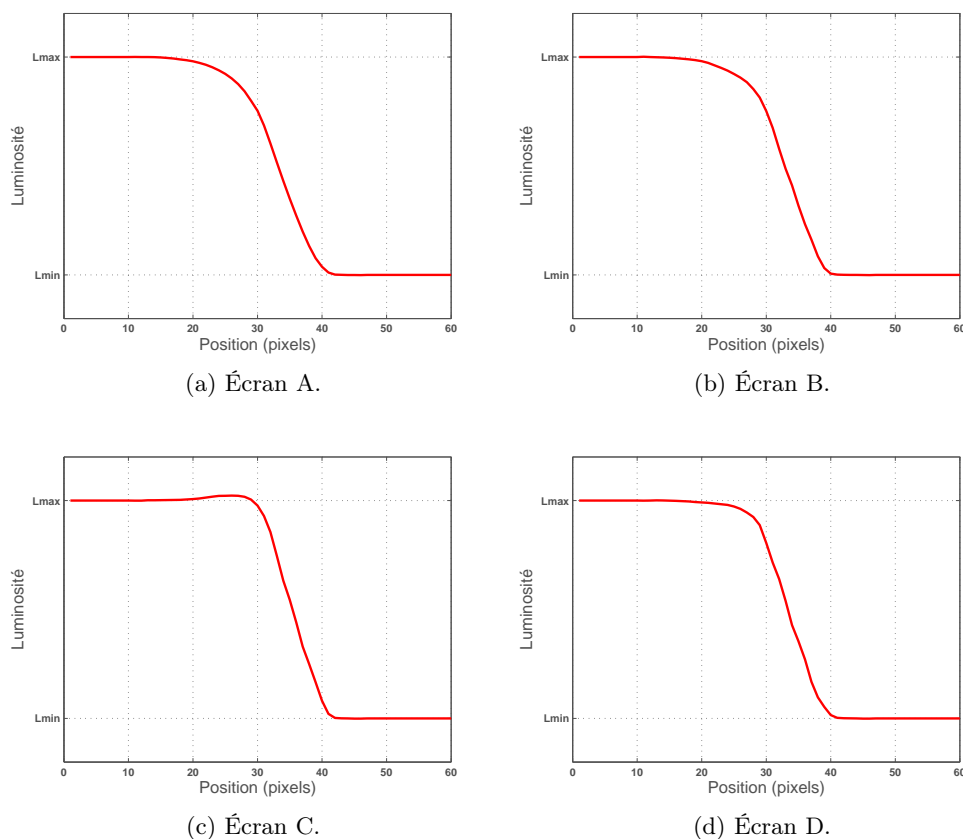 Lmax
Luminosité
Lmin
0 10 20 30 40 50 60
Position (pixels)
(a) Écran A.
Lmax
Luminosité
Lmin
0 10 20 30 40 50 60
Position (pixels)
(b) Écran B.
Lmax
Luminosité
Lmin
0 10 20 30 40 50 60
Position (pixels)
(c) Écran C.
Lmax
Luminosité
Lmin
0 10 20 30 40 50 60
Position (pixels)
(d) Écran D.